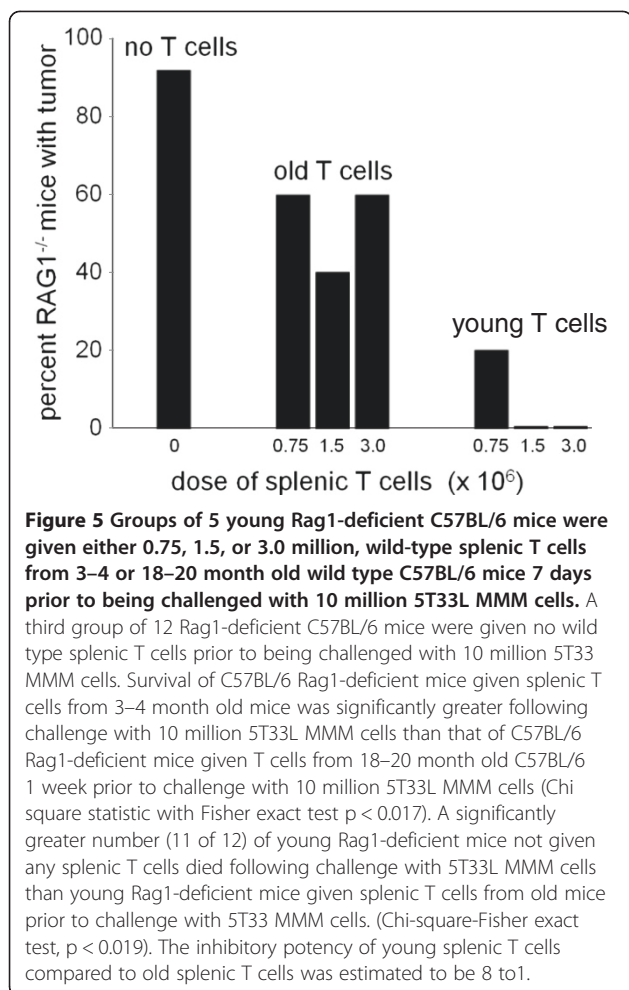 100
no T cells
80
old T cells
60
40
young T cells
20
0
percent RAG1-/- mice with tumor
0 0.75 1.5 3.0 0.75 1.5 3.0
dose of splenic T cells (x 10⁶)
Figure 5 Groups of 5 young Rag1-deficient C57BL/6 mice were
given either 0.75, 1.5, or 3.0 million, wild-type splenic T cells
from 3–4 or 18–20 month old wild type C57BL/6 mice 7 days
prior to being challenged with 10 million 5T33L MMM cells. A
third group of 12 Rag1-deficient C57BL/6 mice were given no wild
type splenic T cells prior to being challenged with 10 million 5T33
MMM cells. Survival of C57BL/6 Rag1-deficient mice given splenic T
cells from 3–4 month old mice was significantly greater following
challenge with 10 million 5T33L MMM cells than that of C57BL/6
Rag1-deficient mice given T cells from 18–20 month old C57BL/6
1 week prior to challenge with 10 million 5T33L MMM cells (Chi
square statistic with Fisher exact test p < 0.017). A significantly
greater number (11 of 12) of young Rag1-deficient mice not given
any splenic T cells died following challenge with 5T33L MMM cells
than young Rag1-deficient mice given splenic T cells from old mice
prior to challenge with 5T33 MMM cells. (Chi-square-Fisher exact
test, p < 0.019). The inhibitory potency of young splenic T cells
compared to old splenic T cells was estimated to be 8 to1.